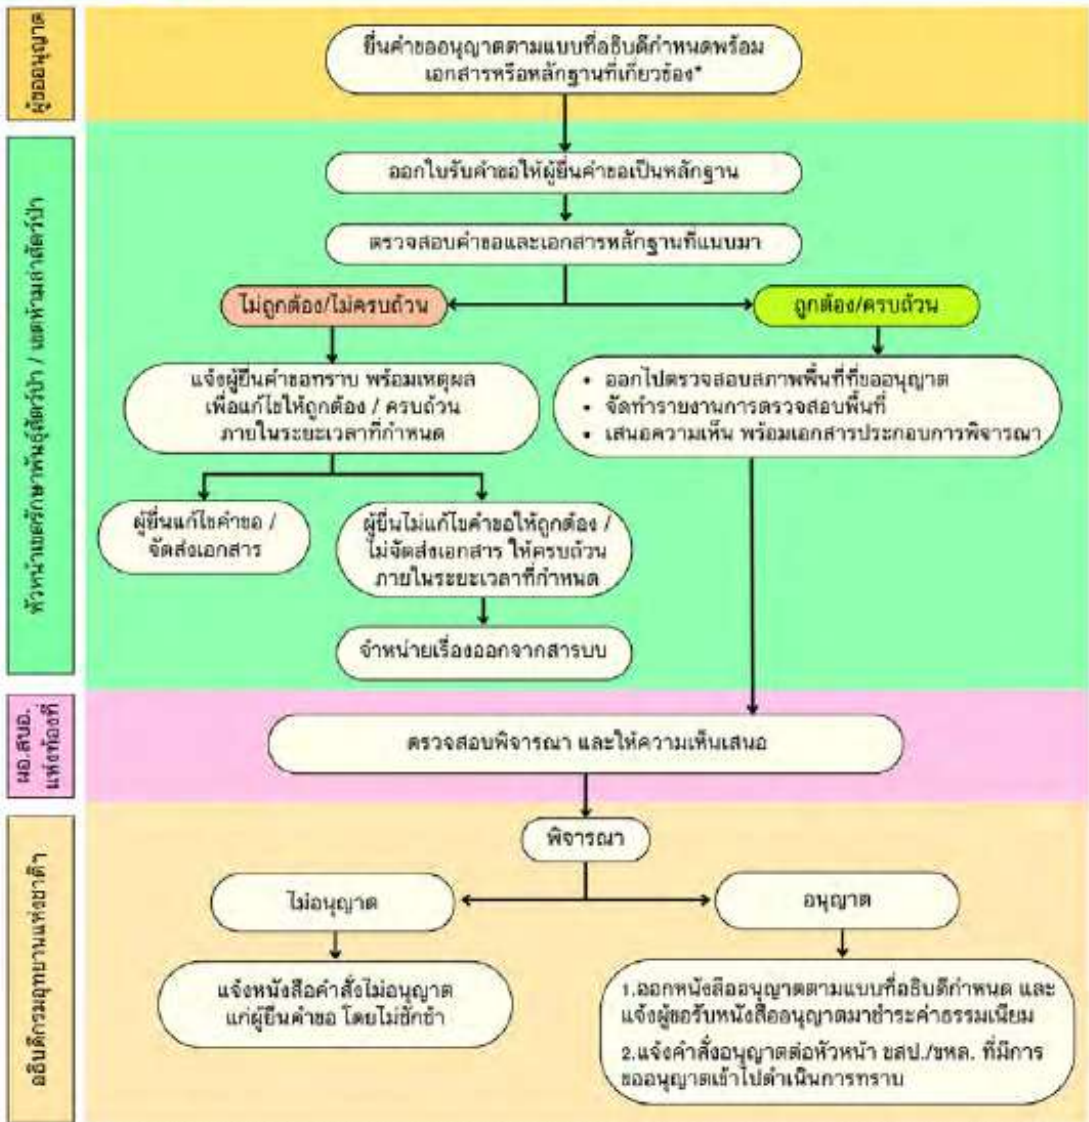 ผู้ขออนุญาต
ยื่นคำขออนุญาตตามแบบที่อธิบดีกำหนดพร้อม
เอกสารหรือหลักฐานที่เกี่ยวข้อง*
หัวหน้าเขตรักษาพันธุ์สัตว์ป่า / เขตห้ามล่าสัตว์ป่า
ออกใบรับคำขอให้ผู้ยื่นคำขอเป็นหลักฐาน
ตรวจสอบคำขอและเอกสารหลักฐานที่แนบมา
ไม่ถูกต้อง/ไม่ครบถ้วน
ถูกต้อง/ครบถ้วน
แจ้งผู้ยื่นคำขอทราบ พร้อมเหตุผล
เพื่อแก้ไขให้ถูกต้อง / ครบถ้วน
ภายในระยะเวลาที่กำหนด
• ออกไปตรวจสอบสภาพพื้นที่ที่ขออนุญาต
• จัดทำรายงานการตรวจสอบพื้นที่
• เสนอความเห็น พร้อมเอกสารประกอบการพิจารณา
ผู้ยื่นแก้ไขคำขอ /
จัดส่งเอกสาร
ผู้ยื่นไม่แก้ไขคำขอให้ถูกต้อง /
ไม่จัดส่งเอกสาร ให้ครบถ้วน
ภายในระยะเวลาที่กำหนด
จำหน่ายเรื่องออกจากสารบบ
ผอ.สบอ.
แห่งท้องที่
ตรวจสอบพิจารณา และให้ความเห็นเสนอ
อธิบดีกรมอุทยานแห่งชาติฯ
พิจารณา
ไม่อนุญาต
อนุญาต
แจ้งหนังสือคำสั่งไม่อนุญาต
แก่ผู้ยื่นคำขอ โดยไม่ชักช้า
1.ออกหนังสืออนุญาตตามแบบที่อธิบดีกำหนด และ
แจ้งผู้ขอรับหนังสืออนุญาตมาชำระค่าธรรมเนียม
2.แจ้งคำสั่งอนุญาตต่อหัวหน้า ขสป./ขหล. ที่มีการ
ขออนุญาตเข้าไปดำเนินการทราบ